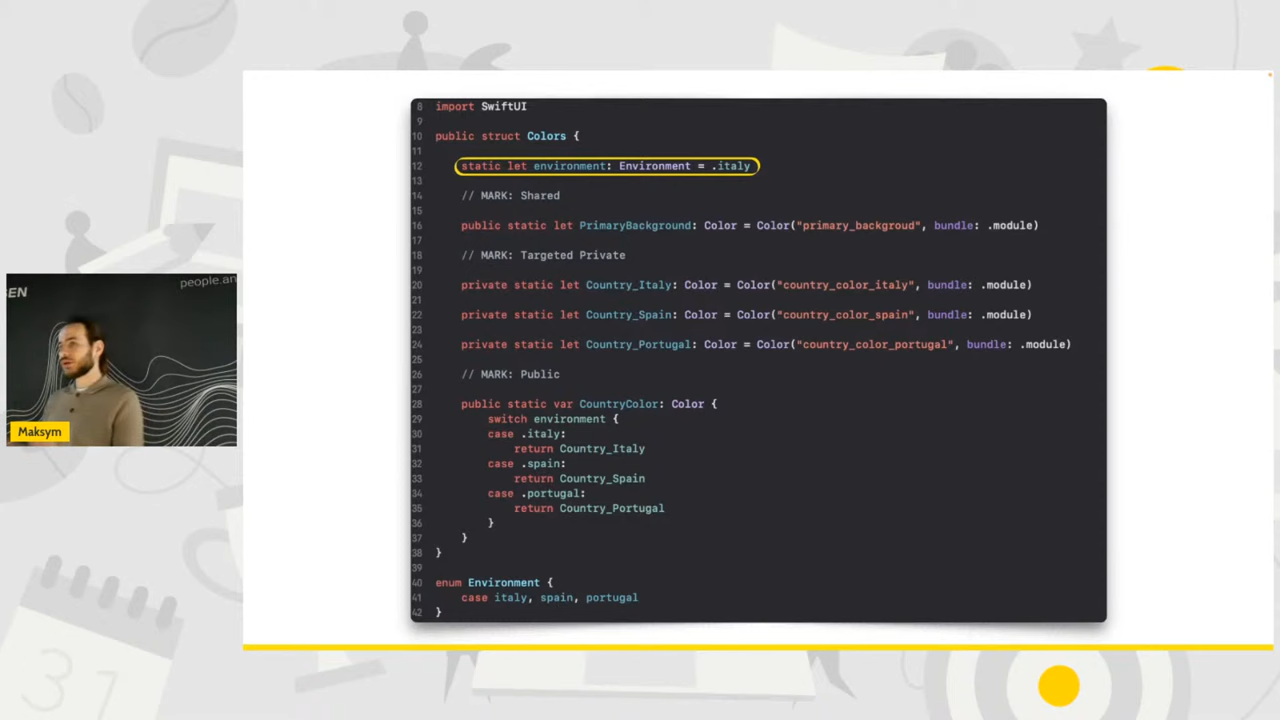 8 import SwiftUI
9
10 public struct Colors {
11
12 static let environment: Environment = .italy
13
14 // MARK: Shared
15
16 public static let PrimaryBackground: Color = Color("primary_backgroud", bundle: .module)
17
18 // MARK: Targeted Private
19
20 private static let Country_Italy: Color = Color("country_color_italy", bundle: .module)
21
22 private static let Country_Spain: Color = Color("country_color_spain", bundle: .module)
23
24 private static let Country_Portugal: Color = Color("country_color_portugal", bundle: .module)
25
26 // MARK: Public
27
28 public static var CountryColor: Color {
29 switch environment {
30 case .italy:
31 return Country_Italy
32 case .spain:
33 return Country_Spain
34 case .portugal:
35 return Country_Portugal
36 }
37 }
38 }
39
40 enum Environment {
41 case italy, spain, portugal
42 }
SEN
people.an
Maksym
31